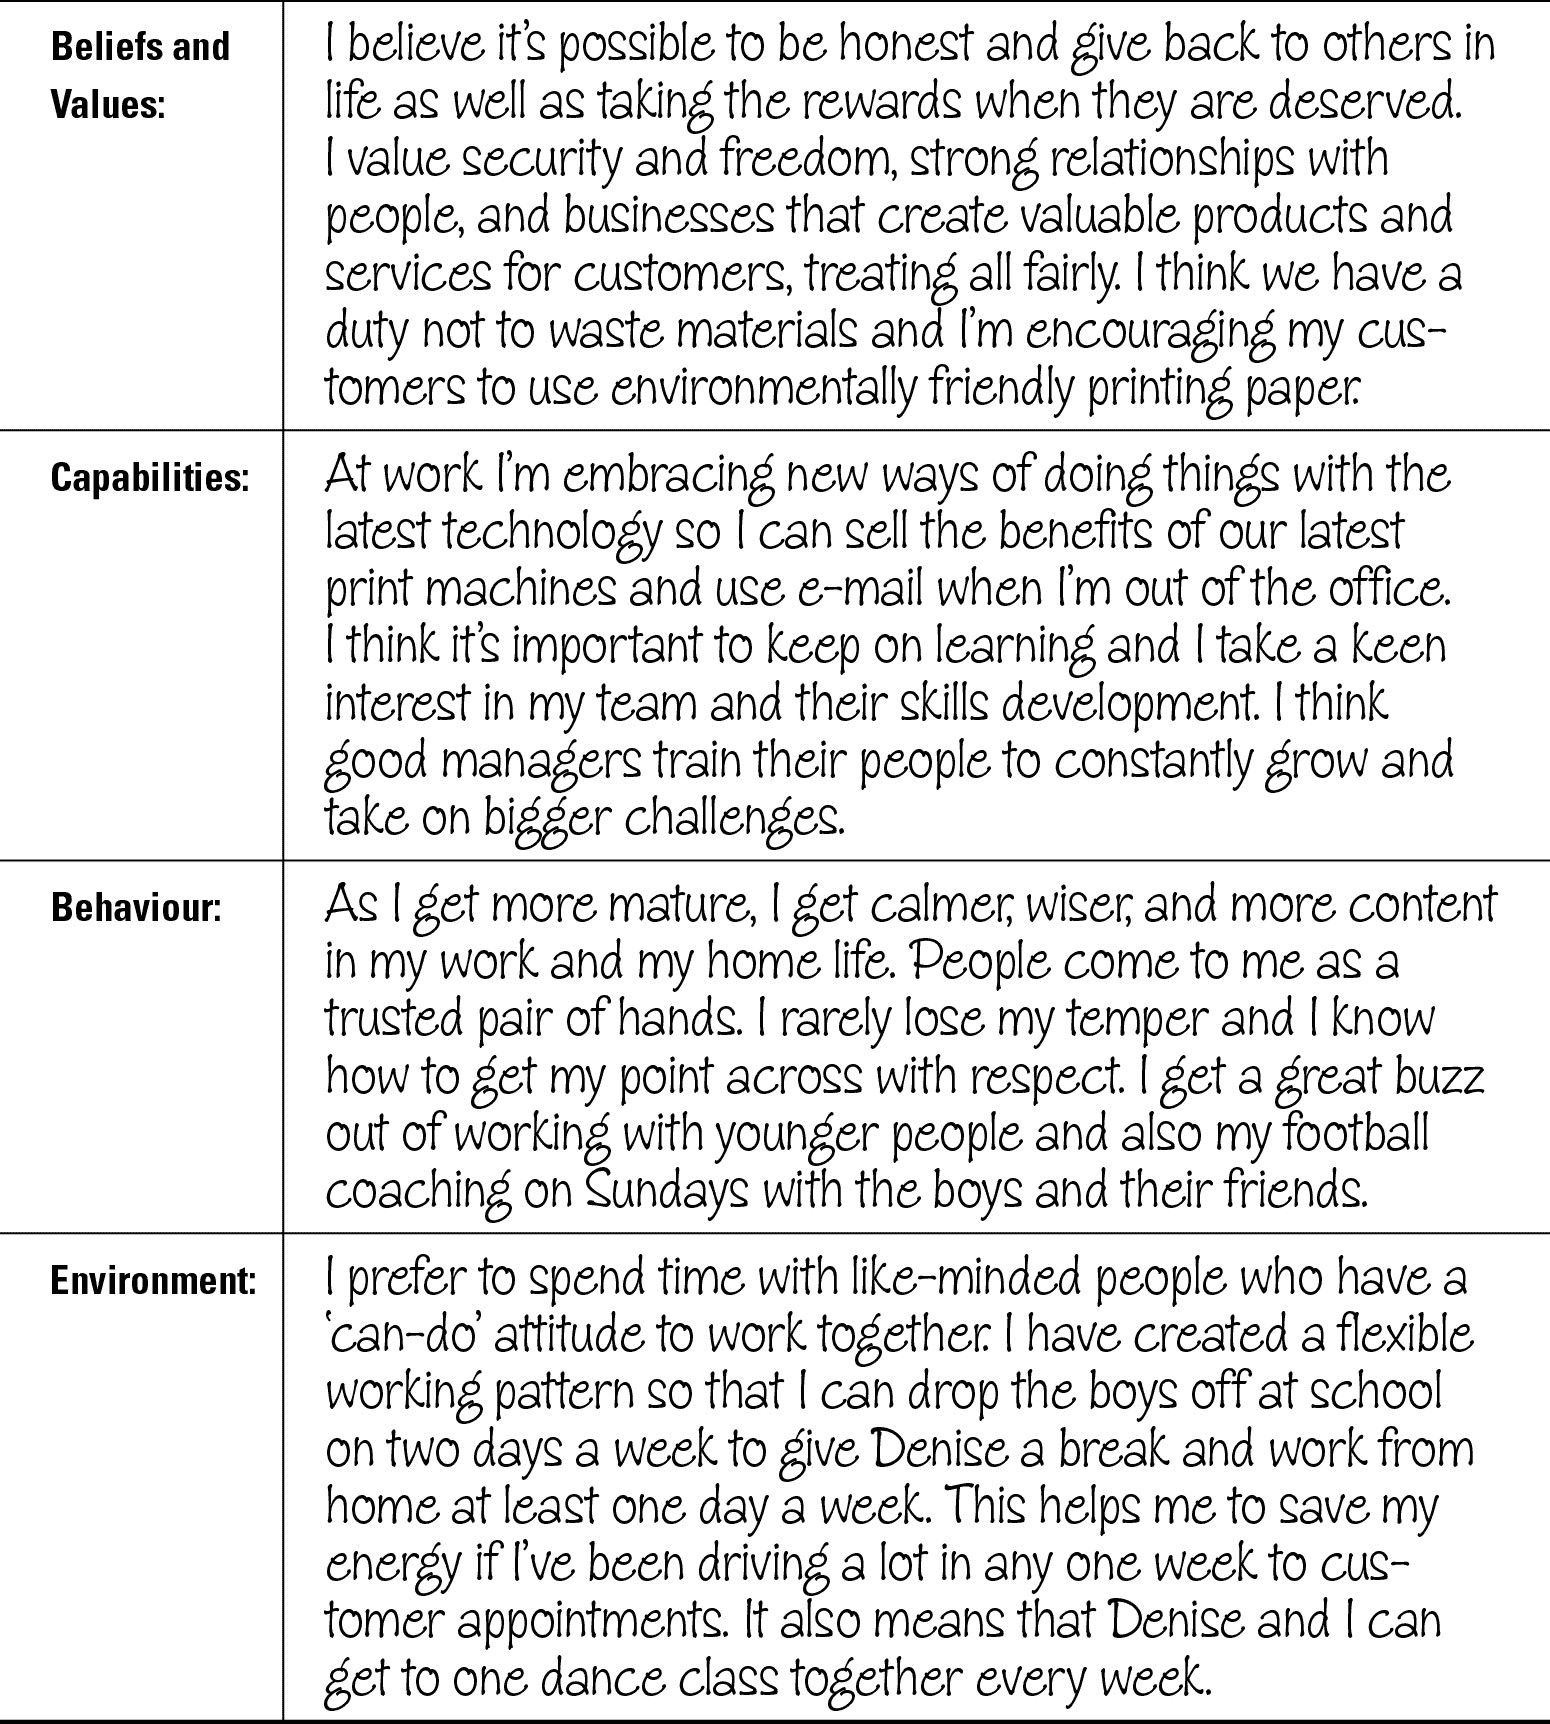 Beliefs and
Values:
I believe it's possible to be honest and give back to others in
life as well as taking the rewards when they are deserved.
I value security and freedom, strong relationships with
people, and businesses that create valuable products and
services for customers, treating all fairly. I think we have a
duty not to waste materials and I'm encouraging my cus-
tomers to use environmentally friendly printing paper.
Capabilities:
At work I'm embracing new ways of doing things with the
latest technology so I can sell the benefits of our latest
print machines and use e-mail when I'm out of the office.
I think it's important to keep on learning and I take a keen
interest in my team and their skills development. I think
good managers train their people to constantly grow and
take on bigger challenges.
Behaviour:
As I get more mature, I get calmer, wiser, and more content
in my work and my home life. People come to me as a
trusted pair of hands. I rarely lose my temper and I know
how to get my point across with respect. I get a great buzz
out of working with younger people and also my football
coaching on Sundays with the boys and their friends.
Environment:
I prefer to spend time with like-minded people who have a
'can-do' attitude to work together. I have created a flexible
working pattern so that I can drop the boys off at school
on two days a week to give Denise a break and work from
home at least one day a week. This helps me to save my
energy if I've been driving a lot in any one week to cus-
tomer appointments. It also means that Denise and I can
get to one dance class together every week.